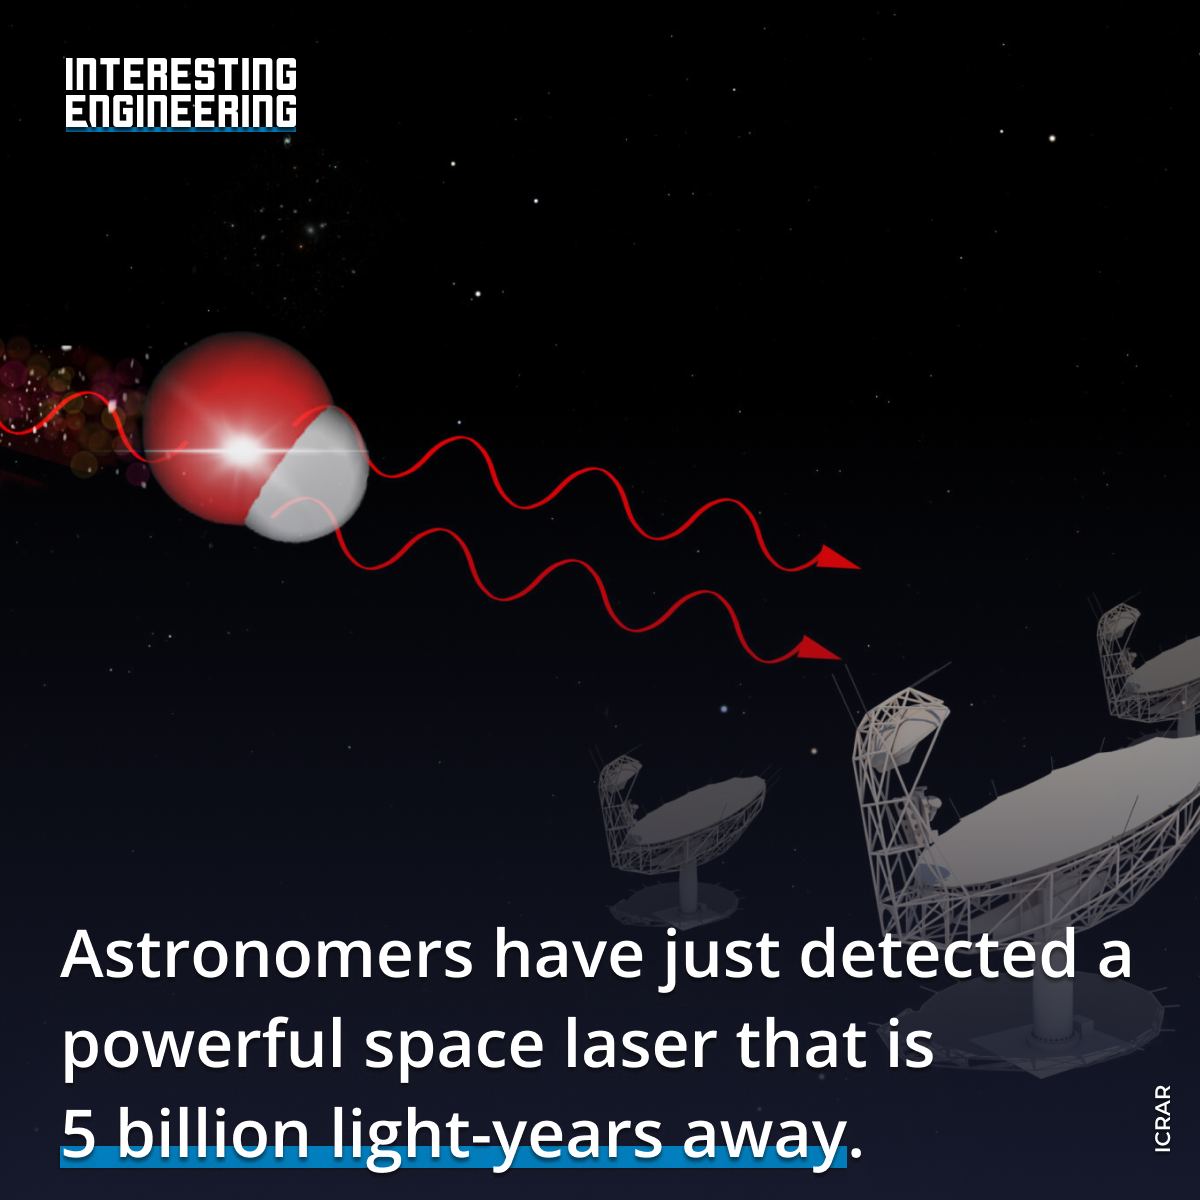 INTERESTING
ENGINEERING
Astronomers have just detected a
powerful space laser that is
5 billion light-years away.
ICRAR